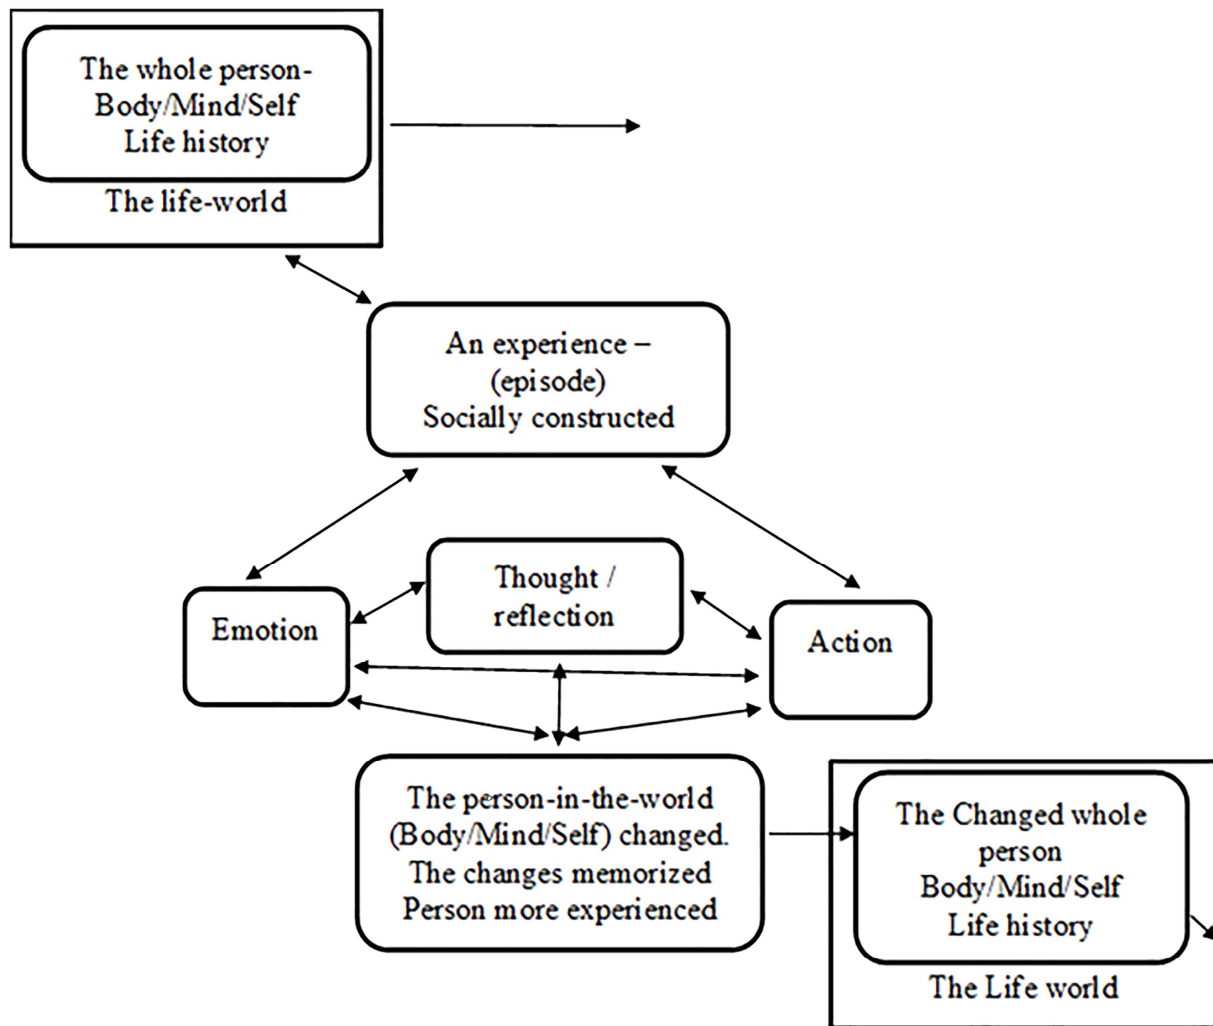 The whole person-
Body/Mind/Self
Life history
The life-world
An experience –
(episode)
Socially constructed
Thought /
reflection
Emotion
Action
The person-in-the-world
(Body/Mind/Self) changed.
The changes memorized
Person more experienced
The Changed whole
person
Body/Mind/Self
Life history
The Life world